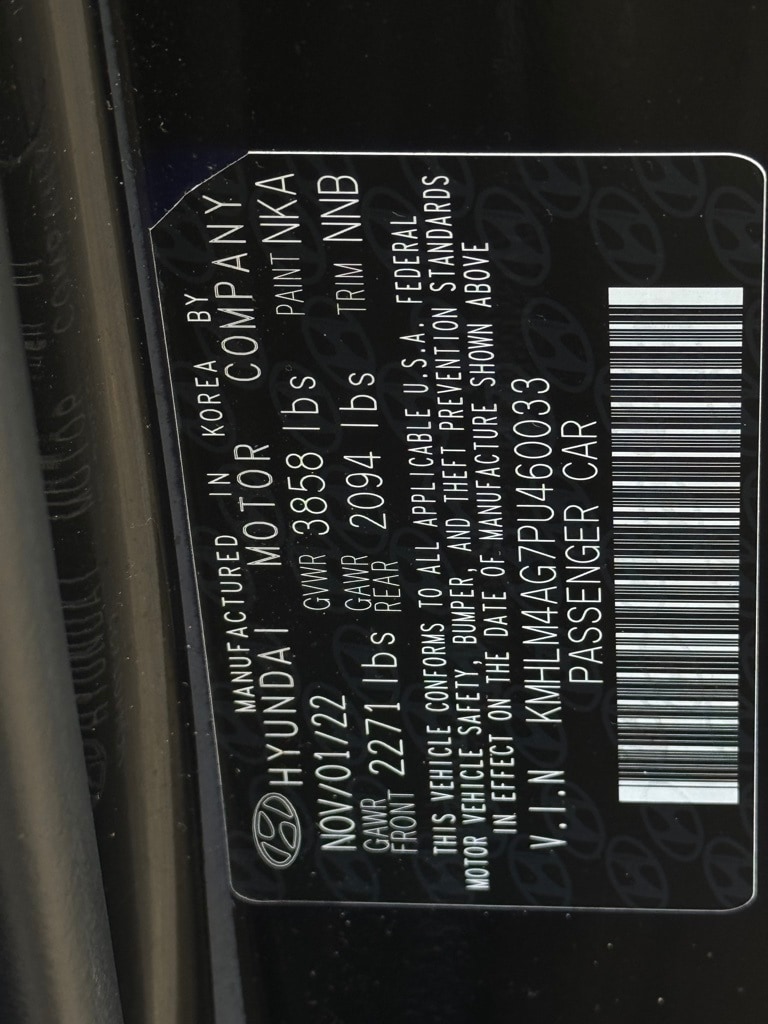 MANUFACTURED IN KOREA BY
HYUNDAI MOTOR COMPANY
NOV/01/22 GVWR 3858 lbs PAINT NKA
GAWR FRONT 2271 lbs GAWR REAR 2094 lbs TRIM NNB
THIS VEHICLE CONFORMS TO ALL APPLICABLE U.S.A. FEDERAL
MOTOR VEHICLE SAFETY, BUMPER, AND THEFT PREVENTION STANDARDS
IN EFFECT ON THE DATE OF MANUFACTURE SHOWN ABOVE
V.I.N KMHLM4AG7PU460033
PASSENGER CAR